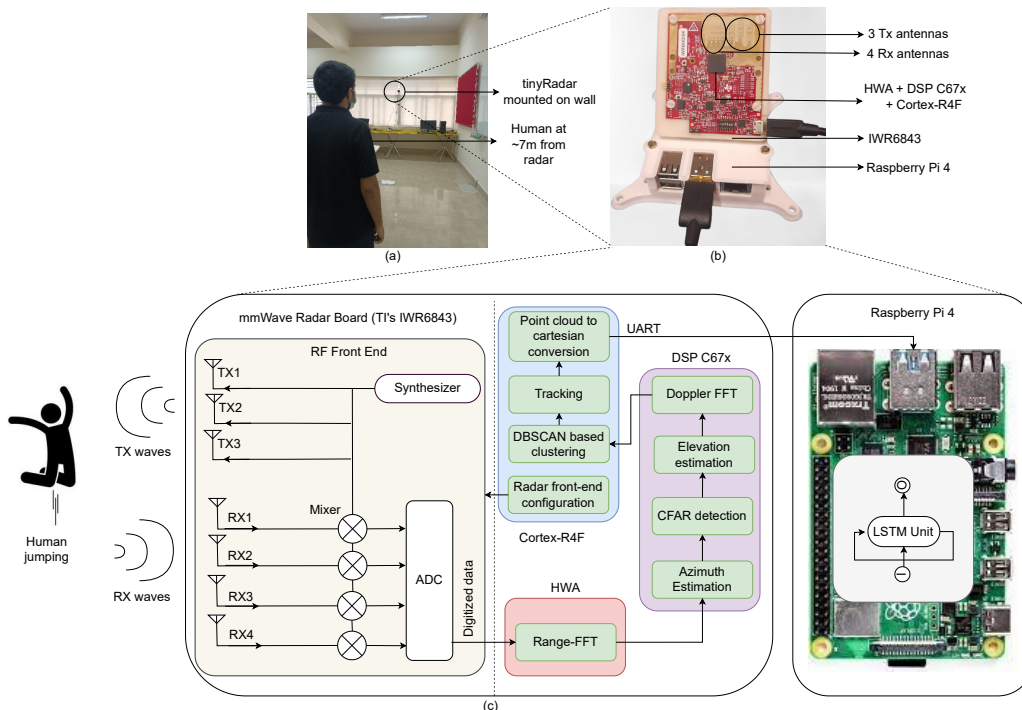 tinyRadar
mounted on wall
Human at
~7m from
radar
(a)
3 Tx antennas
4 Rx antennas
HWA + DSP C67x
+ Cortex-R4F
IWR6843
Raspberry Pi 4
(b)
mmWave Radar Board (TI's IWR6843)
RF Front End
TX1
TX2
TX3
Synthesizer
Mixer
RX1
RX2
RX3
RX4
ADC
Digitized data
TX waves
Human
jumping
RX waves
Point cloud to
cartesian
conversion
Tracking
DBSCAN based
clustering
Radar front-end
configuration
Cortex-R4F
UART
DSP C67x
Doppler FFT
Elevation
estimation
CFAR detection
Azimuth
Estimation
HWA
Range-FFT
Raspberry Pi 4
O
LSTM Unit
I
(c)